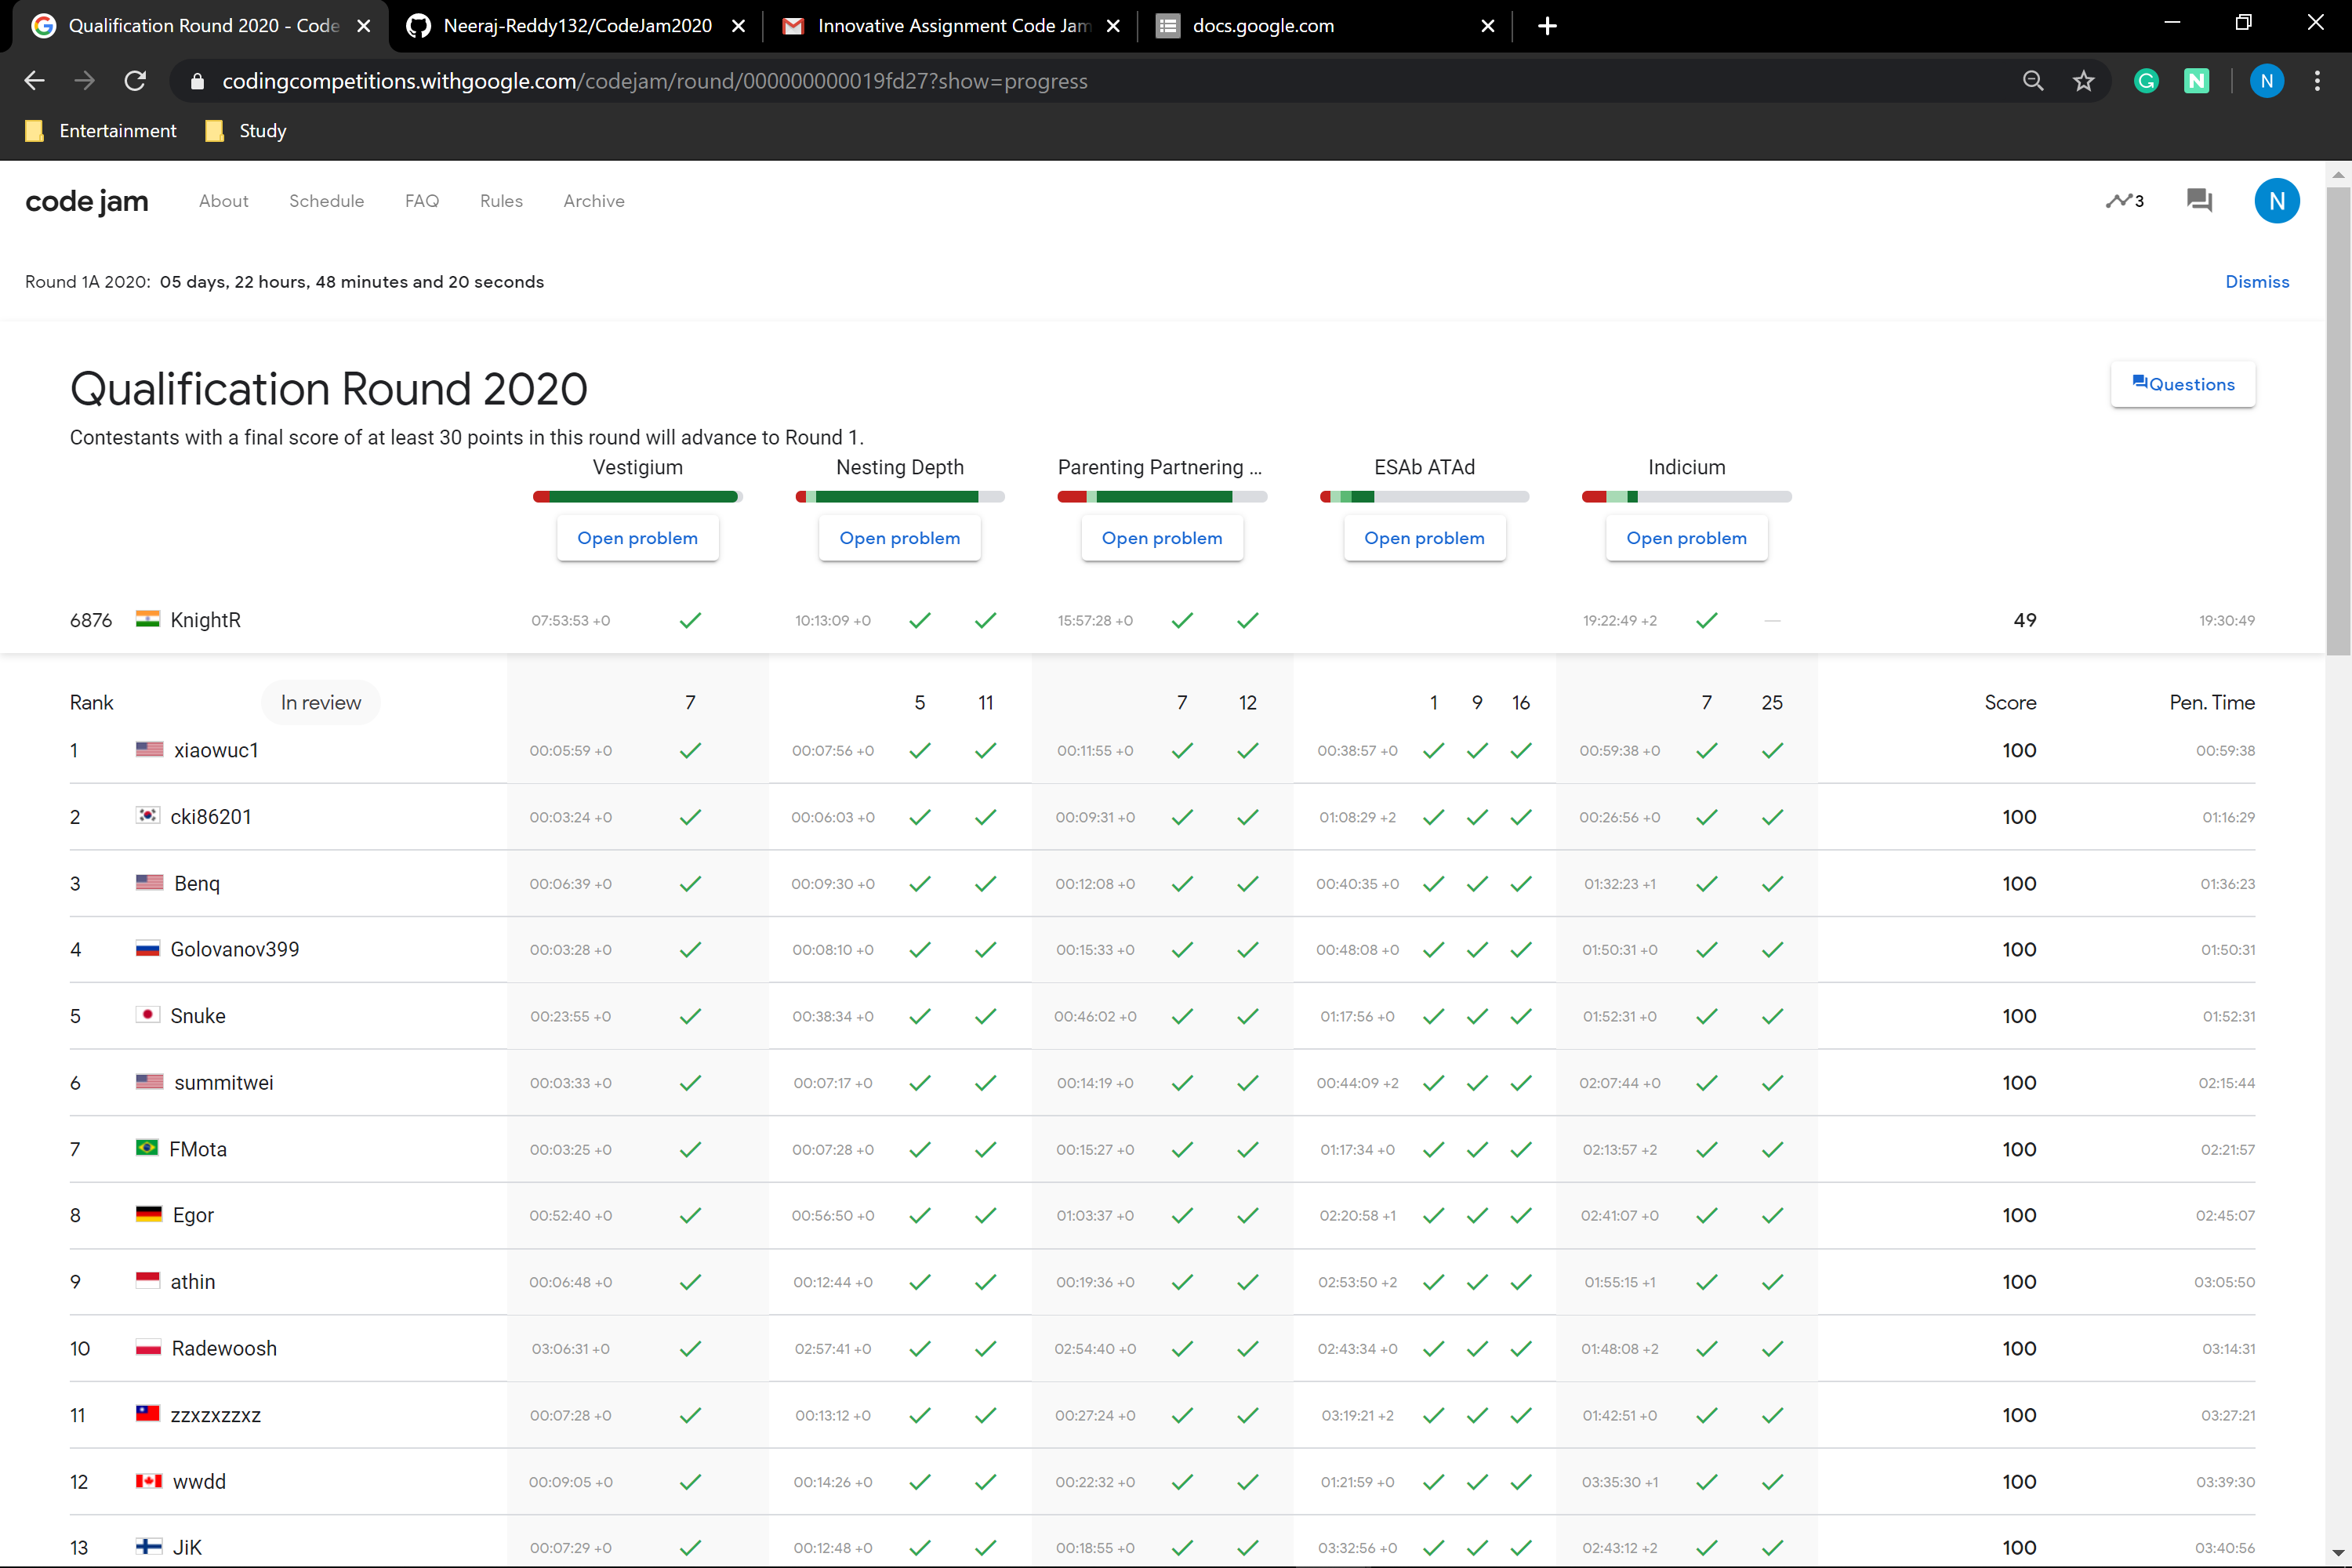 Qualification Round 2020 - Code
Neeraj-Reddy132/CodeJam2020
Innovative Assignment Code Jam
docs.google.com
codingcompetitions.withgoogle.com/codejam/round/000000000019fd27?show=progress
N
Entertainment Study
code jam About Schedule FAQ Rules Archive 3 N
Round 1A 2020: 05 days, 22 hours, 48 minutes and 20 seconds Dismiss
Qualification Round 2020 Questions
Contestants with a final score of at least 30 points in this round will advance to Round 1.
Vestigium Nesting Depth Parenting Partnering ... ESAb ATAd Indicium
Open problem Open problem Open problem Open problem Open problem
6876 KnightR 07:53:53 +0 10:13:09 +0 15:57:28 +0 19:22:49 +2 49 19:30:49
Rank In review 7 5 11 7 12 1 9 16 7 25 Score Pen. Time
1 xiaowuc1 00:05:59 +0 00:07:56 +0 00:11:55 +0 00:38:57 +0 00:59:38 +0 100 00:59:38
2 cki86201 00:03:24 +0 00:06:03 +0 00:09:31 +0 01:08:29 +2 00:26:56 +0 100 01:16:29
3 Benq 00:06:39 +0 00:09:30 +0 00:12:08 +0 00:40:35 +0 01:32:23 +1 100 01:36:23
4 Golovanov399 00:03:28 +0 00:08:10 +0 00:15:33 +0 00:48:08 +0 01:50:31 +0 100 01:50:31
5 Snuke 00:23:55 +0 00:38:34 +0 00:46:02 +0 01:17:56 +0 01:52:31 +0 100 01:52:31
6 summitwei 00:03:33 +0 00:07:17 +0 00:14:19 +0 00:44:09 +2 02:07:44 +0 100 02:15:44
7 FMota 00:03:25 +0 00:07:28 +0 00:15:27 +0 01:17:34 +0 02:13:57 +2 100 02:21:57
8 Egor 00:52:40 +0 00:56:50 +0 01:03:37 +0 02:20:58 +1 02:41:07 +0 100 02:45:07
9 athin 00:06:48 +0 00:12:44 +0 00:19:36 +0 02:53:50 +2 01:55:15 +1 100 03:05:50
10 Radewoosh 03:06:31 +0 02:57:41 +0 02:54:40 +0 02:43:34 +0 01:48:08 +2 100 03:14:31
11 zzxzxzzxz 00:07:28 +0 00:13:12 +0 00:27:24 +0 03:19:21 +2 01:42:51 +0 100 03:27:21
12 wwdd 00:09:05 +0 00:14:26 +0 00:22:32 +0 01:21:59 +0 03:35:30 +1 100 03:39:30
13 JiK 00:07:29 +0 00:12:48 +0 00:18:55 +0 03:32:56 +0 02:43:12 +2 100 03:40:56